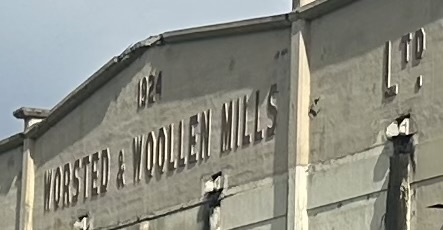 1924
WORSTED & WOOLLEN MILLS LTD.